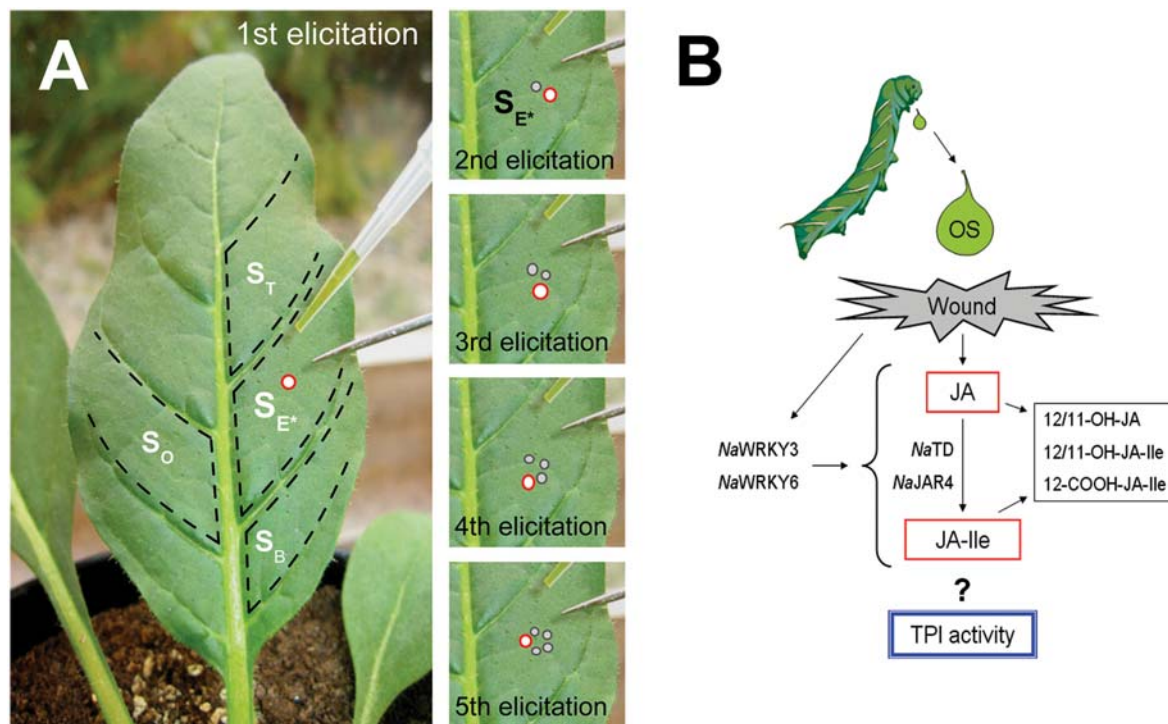 A
1st elicitation
S_T
S_E*
S_O
S_B
S_E*
2nd elicitation
3rd elicitation
4th elicitation
5th elicitation
B
OS
Wound
JA
12/11-OH-JA
12/11-OH-JA-Ile
12-COOH-JA-Ile
NaWRKY3
NaWRKY6
NaTD
NaJAR4
JA-Ile
?
TPI activity